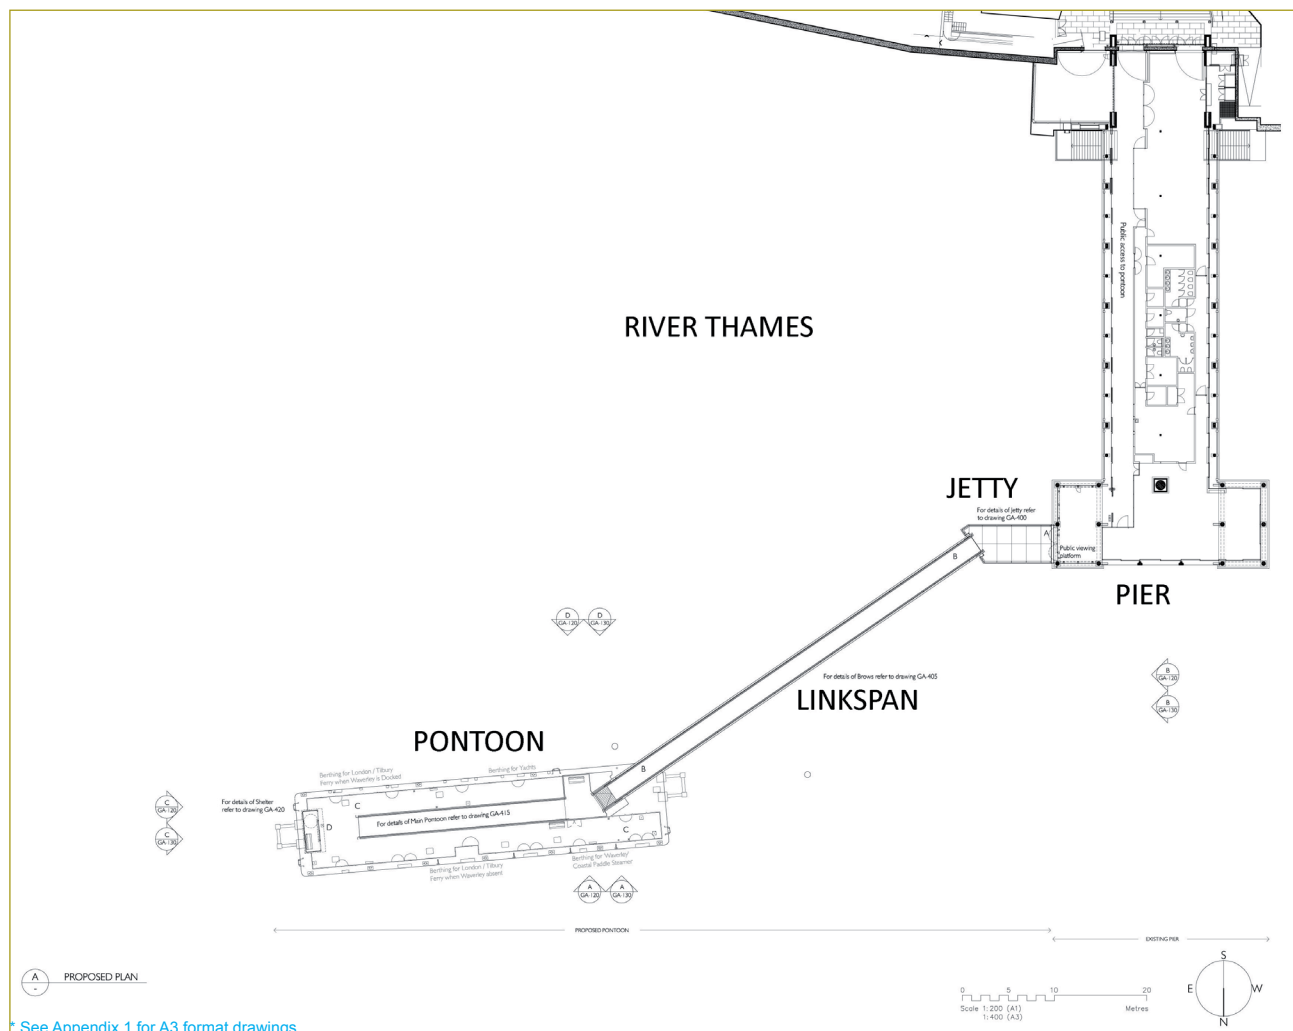 Public access to pontoon
RIVER THAMES
JETTY
For details of Jetty refer
to drawing GA-400
A
B
Public viewing
platform
PIER
D
GA-120
D
GA-130
For details of Brows refer to drawing GA-405
B
GA-120
B
GA-130
LINKSPAN
PONTOON
Berthing for London / Tilbury
Ferry when Waverley is Docked
Berthing for Yachts
B
C
GA-120
C
GA-130
For details of Shelter
refer to drawing GA-420
C
D
For details of Main Pontoon refer to drawing GA-415
C
Berthing for London / Tilbury
Ferry when Waverley absent
Berthing for Waverley/
Coastal Paddle Steamer
A
GA-120
A
GA-130
PROPOSED PONTOON
EXISTING PIER
A
-
PROPOSED PLAN
0 5 10 20
Scale 1:200 (A1) Metres
1:400 (A3)
S
E W
N
* See Appendix 1 for A3 format drawings